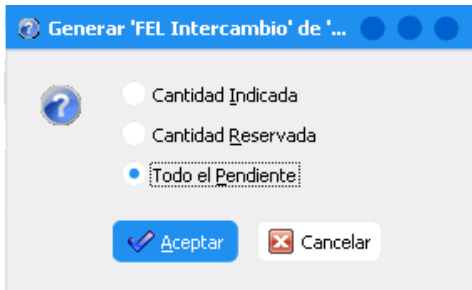 Generar 'FEL Intercambio' de '...
Cantidad Indicada
Cantidad Reservada
Todo el Pendiente
Aceptar
Cancelar